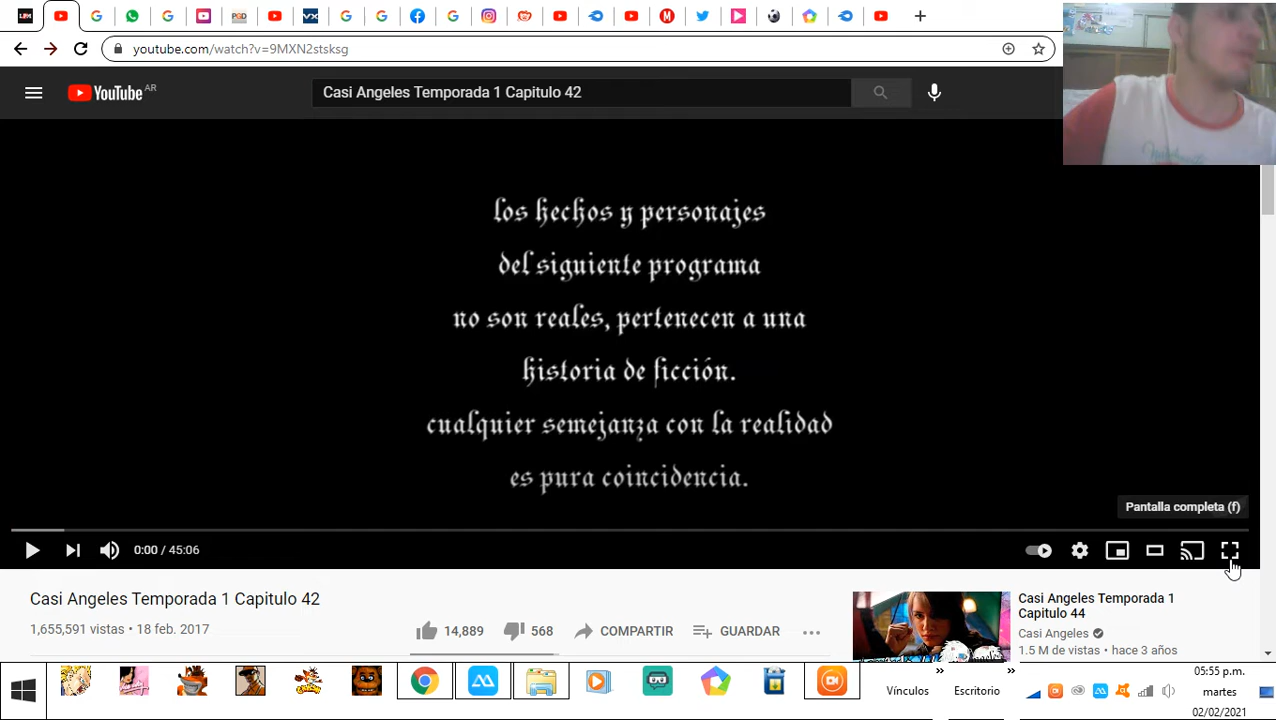 youtube.com/watch?v=9MXN2stsksg
YouTube AR
Casi Angeles Temporada 1 Capitulo 42
los hechos y personajes
del siguiente programa
no son reales, pertenecen a una
historia de ficción.
cualquier semejanza con la realidad
es pura coincidencia.
Pantalla completa (f)
0:00 / 45:06
Casi Angeles Temporada 1 Capitulo 42
1,655,591 vistas • 18 feb. 2017
14,889
568
COMPARTIR
GUARDAR
Casi Angeles Temporada 1
Capitulo 44
Casi Angeles
1.5 M de vistas • hace 3 años
Vínculos
»
Escritorio
»
05:55 p.m.
martes
02/02/2021